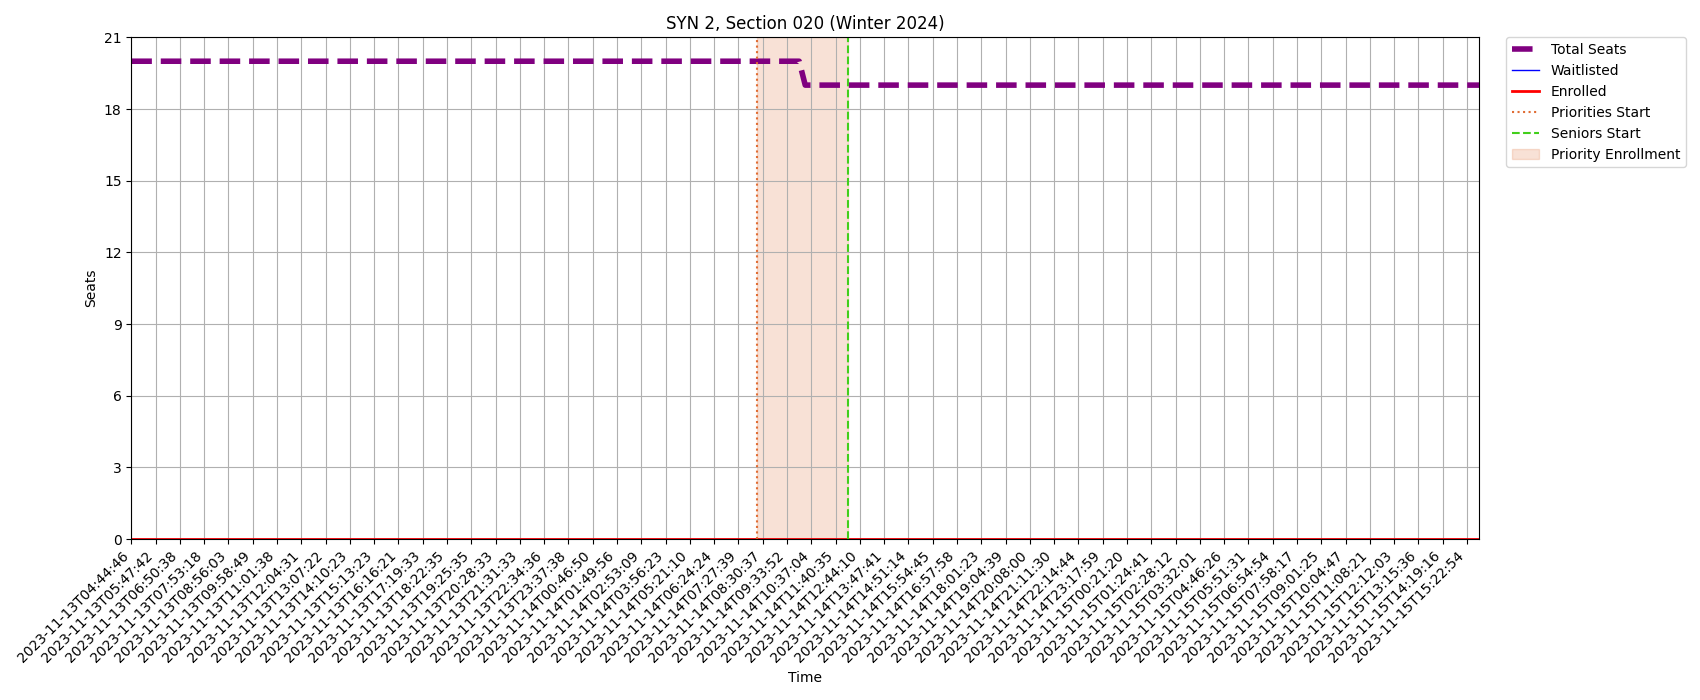 SYN 2, Section 020 (Winter 2024)
21
18
15
12
9
6
3
0
Seats
Total Seats
Waitlisted
Enrolled
Priorities Start
Seniors Start
Priority Enrollment
2023-11-13T04:44:46
2023-11-13T05:47:42
2023-11-13T06:50:38
2023-11-13T07:53:18
2023-11-13T08:56:03
2023-11-13T09:58:49
2023-11-13T11:01:38
2023-11-13T12:04:31
2023-11-13T13:07:22
2023-11-13T14:10:23
2023-11-13T15:13:23
2023-11-13T16:16:21
2023-11-13T17:19:33
2023-11-13T18:22:35
2023-11-13T19:25:35
2023-11-13T20:28:33
2023-11-13T21:31:33
2023-11-13T22:34:36
2023-11-13T23:37:38
2023-11-14T00:46:50
2023-11-14T01:49:56
2023-11-14T02:53:09
2023-11-14T03:56:23
2023-11-14T05:21:10
2023-11-14T06:24:24
2023-11-14T07:27:39
2023-11-14T08:30:37
2023-11-14T09:33:52
2023-11-14T10:37:04
2023-11-14T11:40:35
2023-11-14T12:44:10
2023-11-14T13:47:41
2023-11-14T14:51:14
2023-11-14T15:54:45
2023-11-14T16:57:58
2023-11-14T18:01:23
2023-11-14T19:04:39
2023-11-14T20:08:00
2023-11-14T21:11:30
2023-11-14T22:14:44
2023-11-14T23:17:59
2023-11-15T00:21:20
2023-11-15T01:24:41
2023-11-15T02:28:12
2023-11-15T03:32:01
2023-11-15T04:46:26
2023-11-15T05:51:31
2023-11-15T06:54:54
2023-11-15T07:58:17
2023-11-15T09:01:25
2023-11-15T10:04:47
2023-11-15T11:08:21
2023-11-15T12:12:03
2023-11-15T13:15:36
2023-11-15T14:19:16
2023-11-15T15:22:54
Time